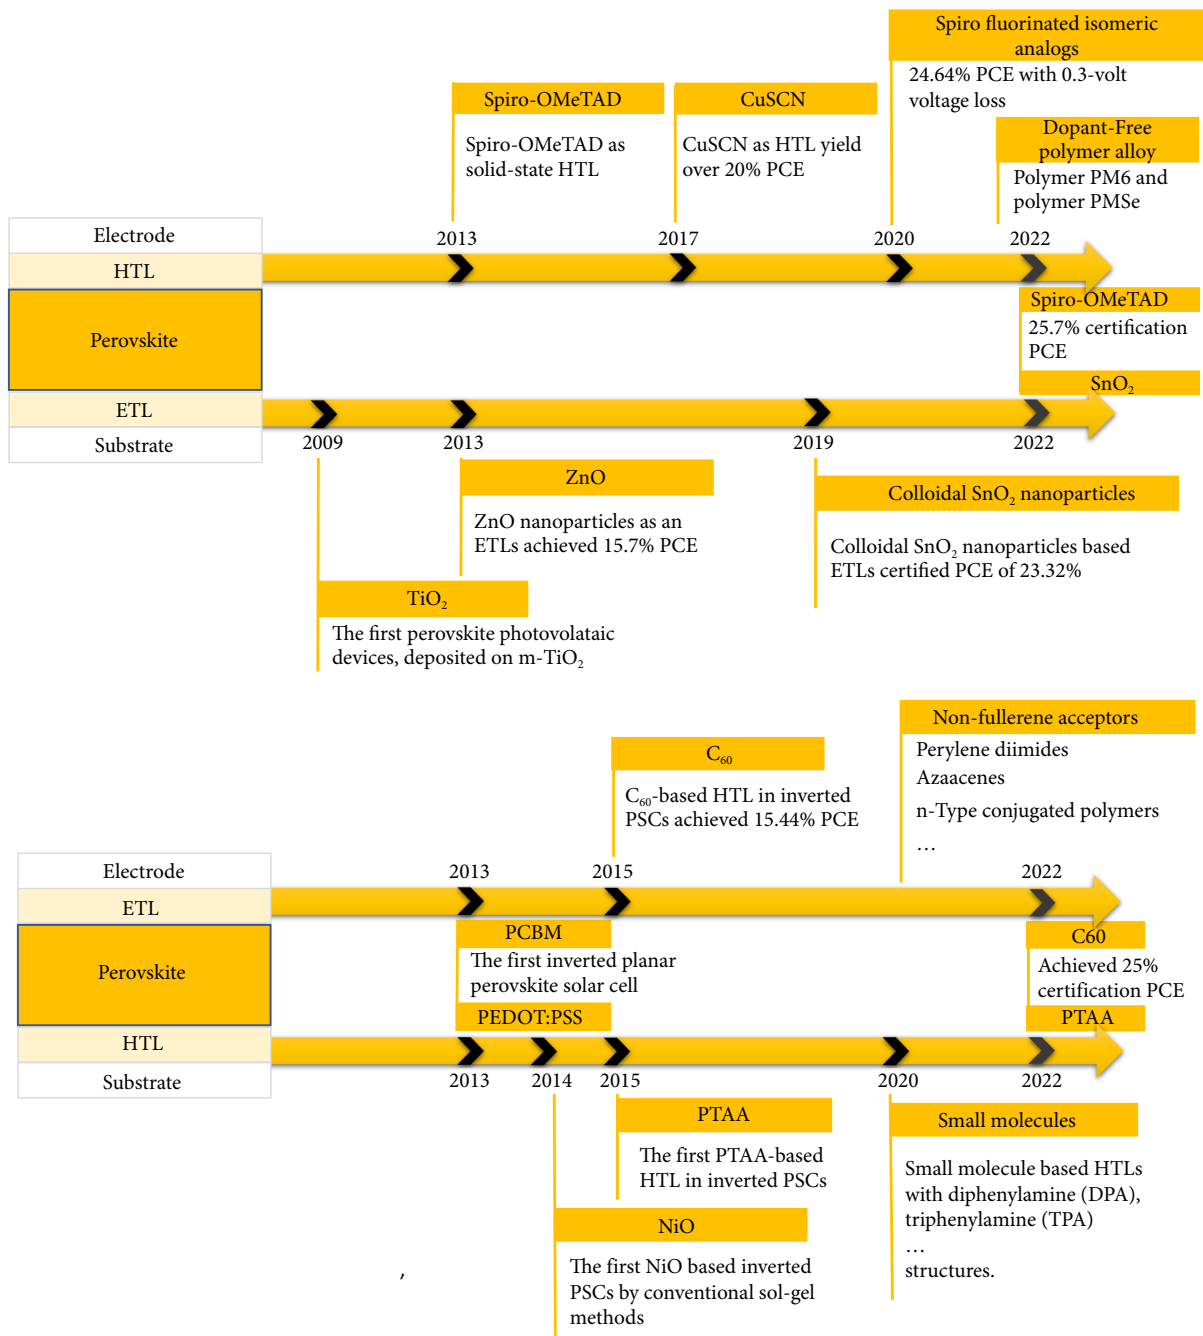 Spiro fluorinated isomeric
analogs
24.64% PCE with 0.3-volt
voltage loss
Spiro-OMeTAD
Spiro-OMeTAD as
solid-state HTL
CuSCN
CuSCN as HTL yield
over 20% PCE
Dopant-Free
polymer alloy
Polymer PM6 and
polymer PMSe
Electrode
2013
2017
2020
2022
HTL
Perovskite
Spiro-OMeTAD
25.7% certification
PCE
SnO₂
ETL
Substrate
2009
2013
2019
2022
ZnO
ZnO nanoparticles as an
ETLs achieved 15.7% PCE
Colloidal SnO₂ nanoparticles
Colloidal SnO₂ nanoparticles based
ETLs certified PCE of 23.32%
TiO₂
The first perovskite photovolataic
devices, deposited on m-TiO₂
Non-fullerene acceptors
Perylene diimides
Azaacenes
n-Type conjugated polymers
…
C₆₀
C₆₀-based HTL in inverted
PSCs achieved 15.44% PCE
Electrode
2013
2015
2022
ETL
Perovskite
PCBM
The first inverted planar
perovskite solar cell
PEDOT:PSS
C60
Achieved 25%
certification PCE
PTAA
HTL
Substrate
2013
2014
2015
2020
2022
PTAA
The first PTAA-based
HTL in inverted PSCs
Small molecules
Small molecule based HTLs
with diphenylamine (DPA),
triphenylamine (TPA)
…
structures.
NiO
The first NiO based inverted
PSCs by conventional sol-gel
methods
,